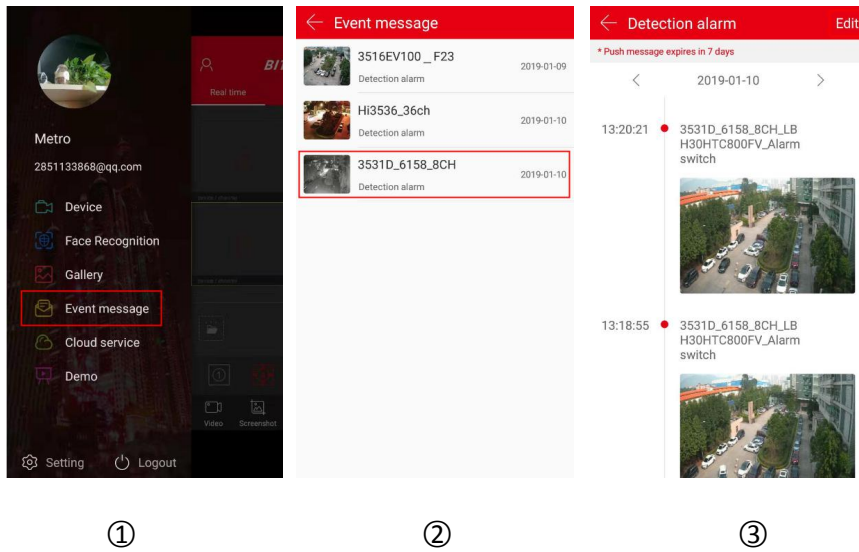 BIT
Real time
Metro
2851133868@qq.com
Device
Face Recognition
Gallery
Event message
Cloud service
Demo
Video Screenshot
Setting Logout
Event message
3516EV100 _ F23
Detection alarm
2019-01-09
Hi3536_36ch
Detection alarm
2019-01-10
3531D_6158_8CH
Detection alarm
2019-01-10
Detection alarm Edit
* Push message expires in 7 days
< 2019-01-10 >
13:20:21 3531D_6158_8CH_LB
H30HTC800FV_Alarm
switch
13:18:55 3531D_6158_8CH_LB
H30HTC800FV_Alarm
switch
① ② ③